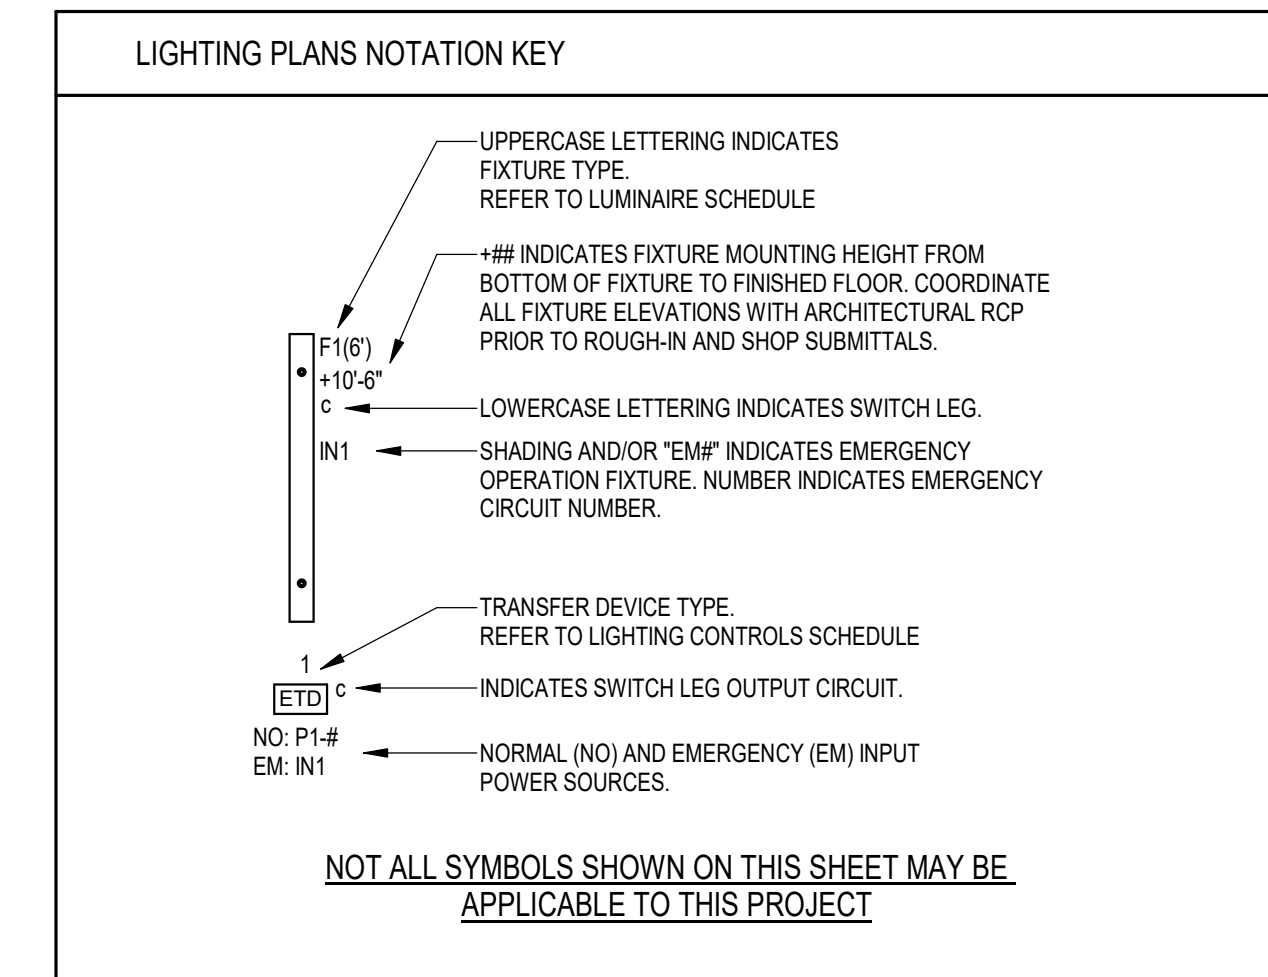 LIGHTING PLANS NOTATION KEY
UPPERCASE LETTERING INDICATES
FIXTURE TYPE.
REFER TO LUMINAIRE SCHEDULE
+## INDICATES FIXTURE MOUNTING HEIGHT FROM
BOTTOM OF FIXTURE TO FINISHED FLOOR. COORDINATE
ALL FIXTURE ELEVATIONS WITH ARCHITECTURAL RCP
PRIOR TO ROUGH-IN AND SHOP SUBMITTALS.
F1(6')
+10'-6"
c
LOWERCASE LETTERING INDICATES SWITCH LEG.
IN1
SHADING AND/OR "EM#" INDICATES EMERGENCY
OPERATION FIXTURE. NUMBER INDICATES EMERGENCY
CIRCUIT NUMBER.
TRANSFER DEVICE TYPE.
REFER TO LIGHTING CONTROLS SCHEDULE
1
ETD c
INDICATES SWITCH LEG OUTPUT CIRCUIT.
NO: P1-#
EM: IN1
NORMAL (NO) AND EMERGENCY (EM) INPUT
POWER SOURCES.
NOT ALL SYMBOLS SHOWN ON THIS SHEET MAY BE
APPLICABLE TO THIS PROJECT